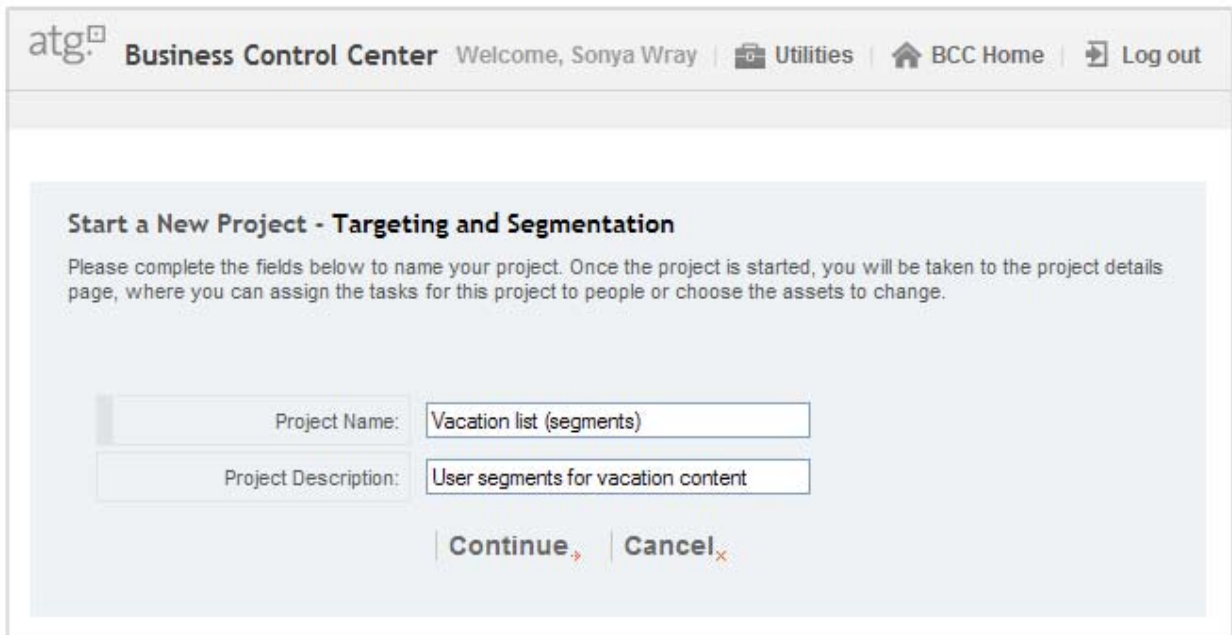 atg. Business Control Center Welcome, Sonya Wray Utilities BCC Home Log out
Start a New Project - Targeting and Segmentation
Please complete the fields below to name your project. Once the project is started, you will be taken to the project details
page, where you can assign the tasks for this project to people or choose the assets to change.
Project Name: Vacation list (segments)
Project Description: User segments for vacation content
Continue Cancel